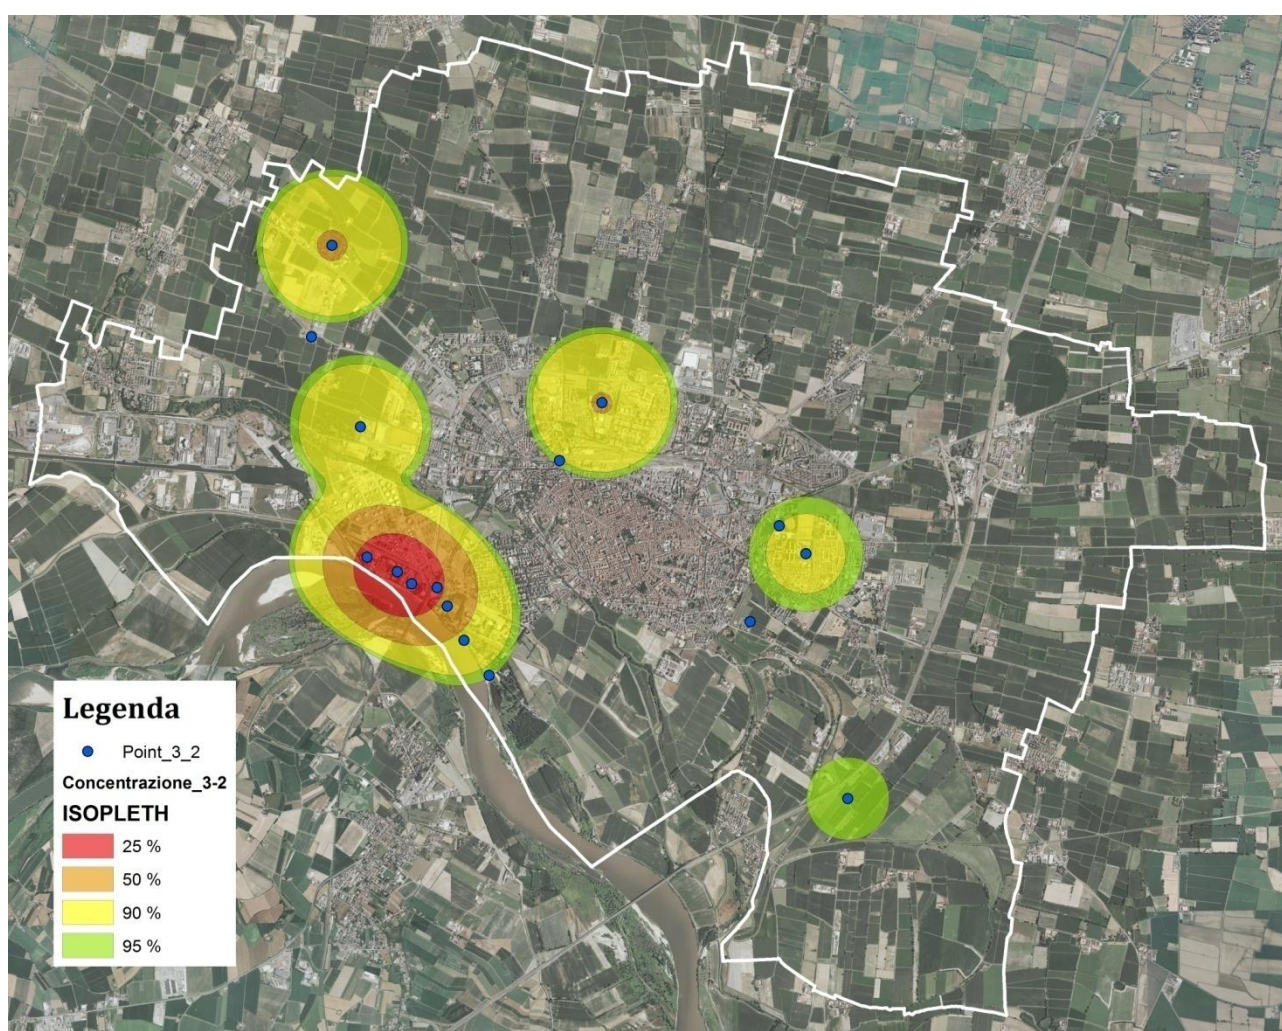 Legenda
Point_3_2
Concentrazione_3-2
ISOPLETH
25 %
50 %
90 %
95 %